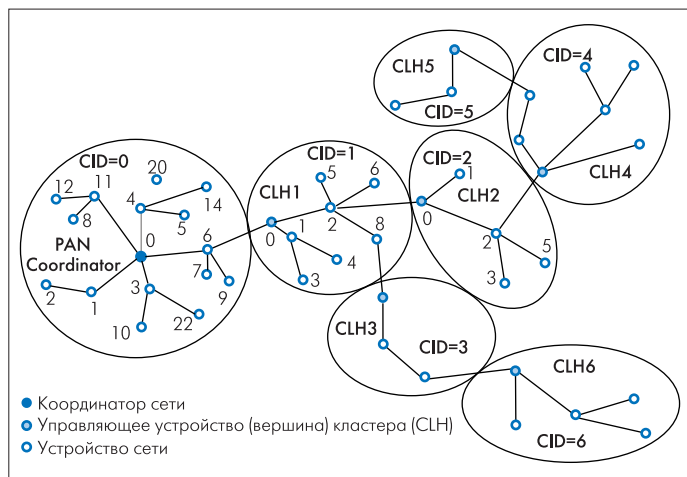 CLH5
CID=5
CID=4
CLH4
CID=0
20
12
11
4
14
8
5
PAN
Coordinator
0
6
7
9
2
1
3
10
22
CID=1
CLH1
5
6
2
0
1
8
4
3
CID=2
1
CLH2
0
2
5
3
CLH3
CID=3
CLH6
CID=6
Координатор сети
Управляющее устройство (вершина) кластера (CLH)
Устройство сети